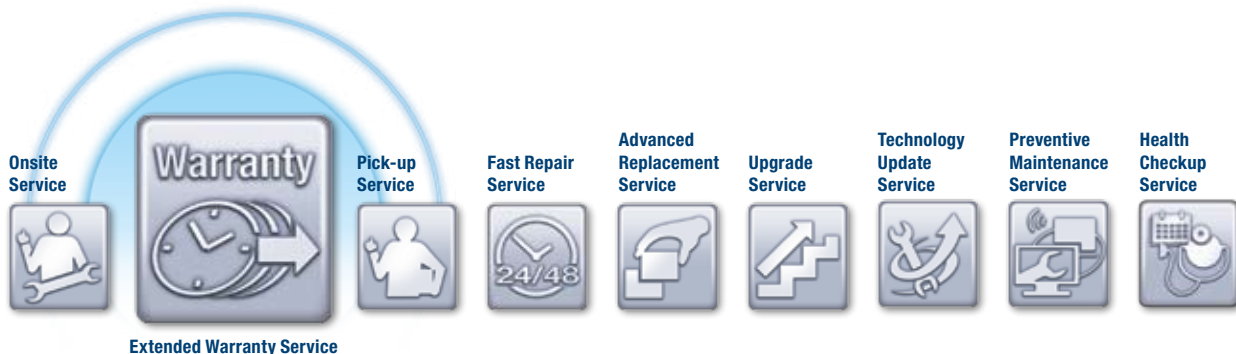 Onsite
Service
Warranty
Extended Warranty Service
Pick-up
Service
Fast Repair
Service
24/48
Advanced
Replacement
Service
Upgrade
Service
Technology
Update
Service
Preventive
Maintenance
Service
Health
Checkup
Service